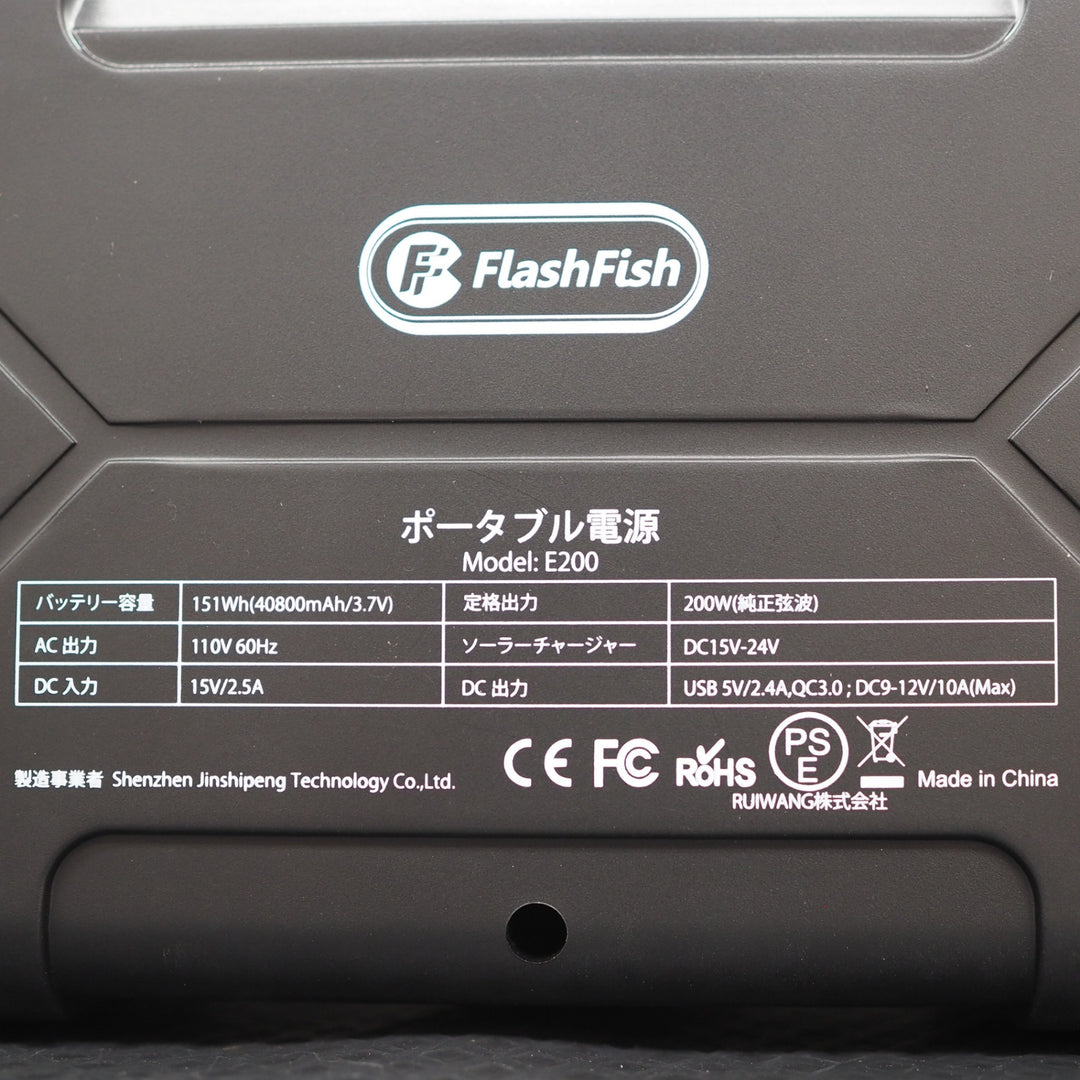 FlashFish
ポータブル電源
Model: E200
バッテリー容量 151Wh(40800mAh/3.7V) 定格出力 200W(純正弦波)
AC 出力 110V 60Hz ソーラーチャージャー DC15V-24V
DC 入力 15V/2.5A DC 出力 USB 5V/2.4A,QC3.0 ; DC9-12V/10A(Max)
製造事業者 Shenzhen Jinshipeng Technology Co.,Ltd. CE FC RoHS PSE Made in China
RUIWANG株式会社